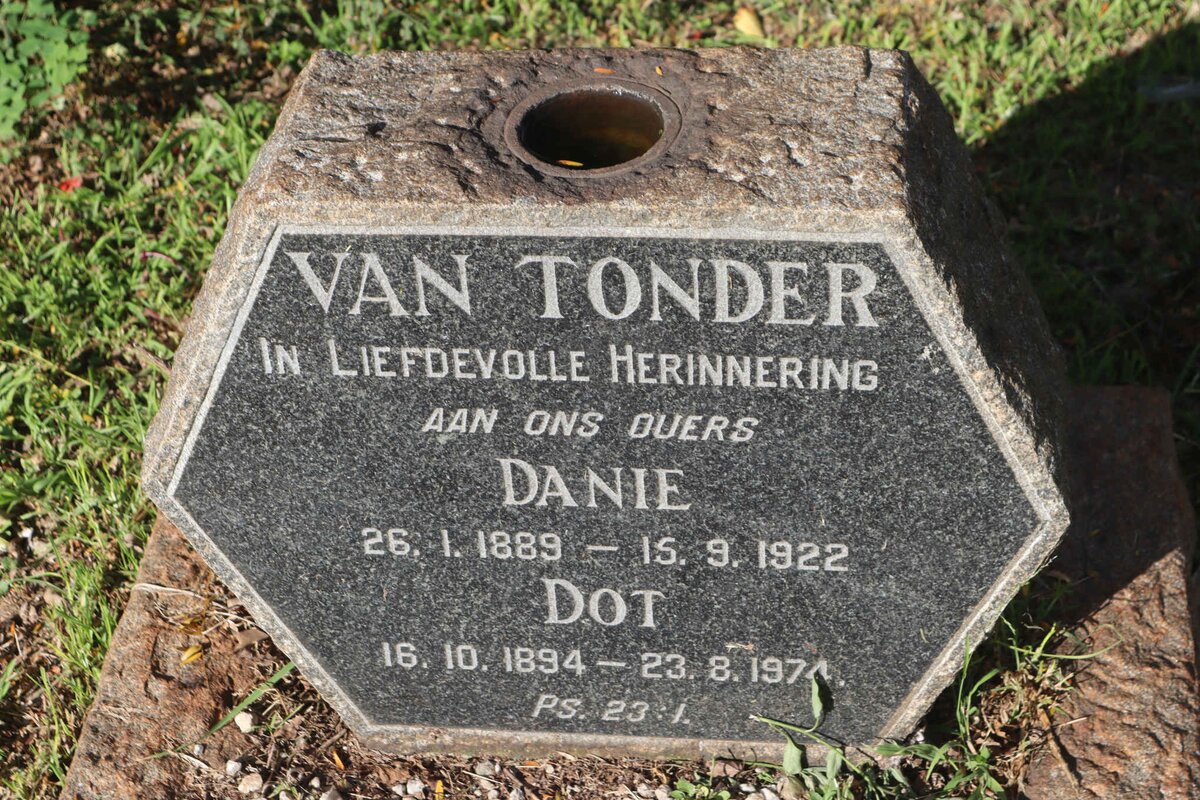 VAN TONDER
IN LIEFDEVOLLE HERINNERING
AAN ONS OUERS
DANIE
26. 1. 1889 — 15. 9. 1922
DOT
16. 10. 1894 — 23. 8. 1974.
PS. 23:1.